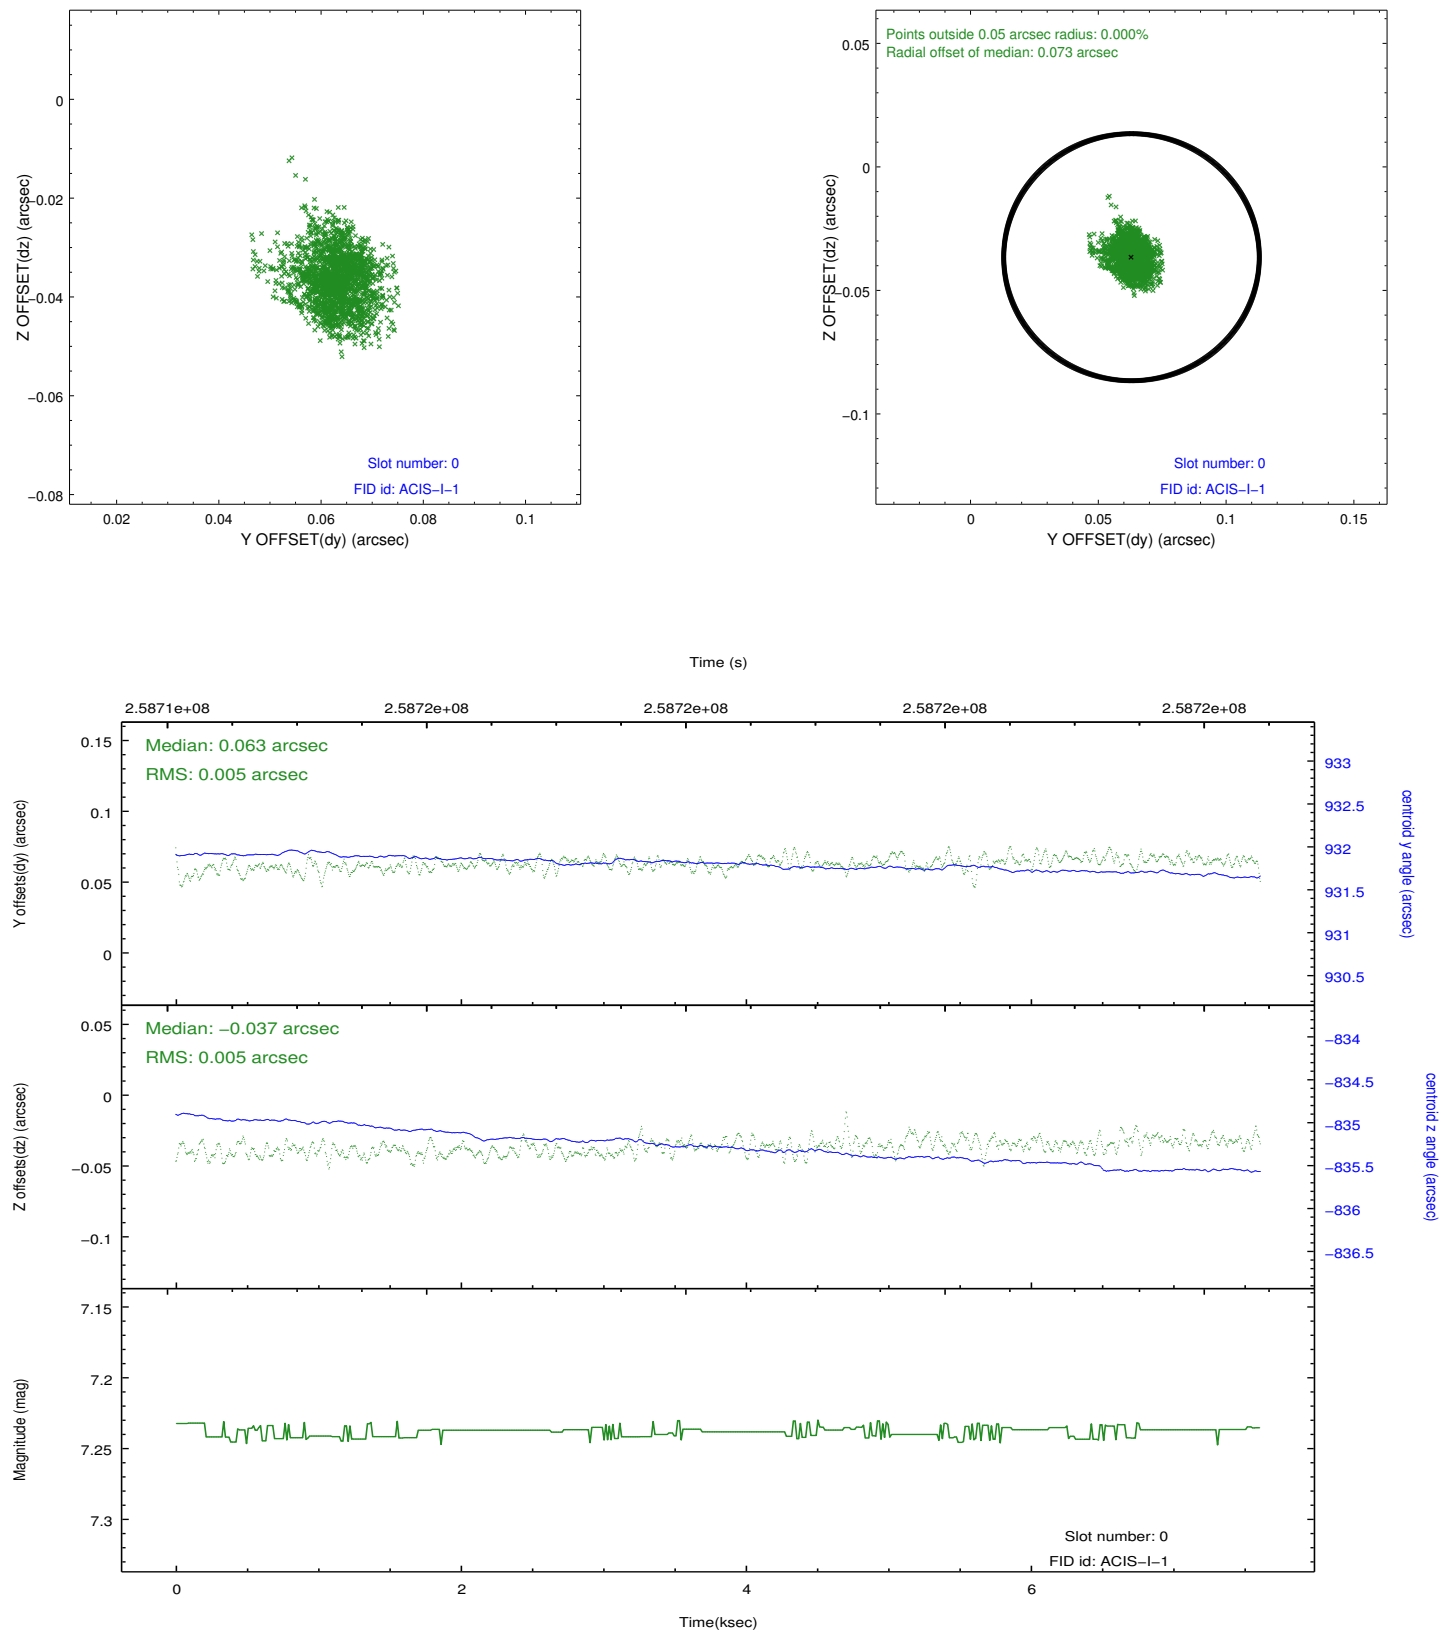 0
−0.02
−0.04
−0.06
−0.08
Z OFFSET(dz) (arcsec)
Slot number: 0
FID id: ACIS−I−1
0.02 0.04 0.06 0.08 0.1
Y OFFSET(dy) (arcsec)
Points outside 0.05 arcsec radius: 0.000%
Radial offset of median: 0.073 arcsec
0.05
0
−0.05
−0.1
Z OFFSET(dz) (arcsec)
Slot number: 0
FID id: ACIS−I−1
0 0.05 0.1 0.15
Y OFFSET(dy) (arcsec)
Time (s)
2.5871e+08 2.5872e+08 2.5872e+08 2.5872e+08 2.5872e+08
Median: 0.063 arcsec
RMS: 0.005 arcsec
0.15
0.1
0.05
0
Y offsets(dy) (arcsec)
933
932.5
932
931.5
931
930.5
centroid y angle (arcsec)
Median: −0.037 arcsec
RMS: 0.005 arcsec
0.05
0
−0.05
−0.1
Z offsets(dz) (arcsec)
−834
−834.5
−835
−835.5
−836
−836.5
centroid z angle (arcsec)
7.15
7.2
7.25
7.3
Magnitude (mag)
Slot number: 0
FID id: ACIS−I−1
0 2 4 6
Time(ksec)